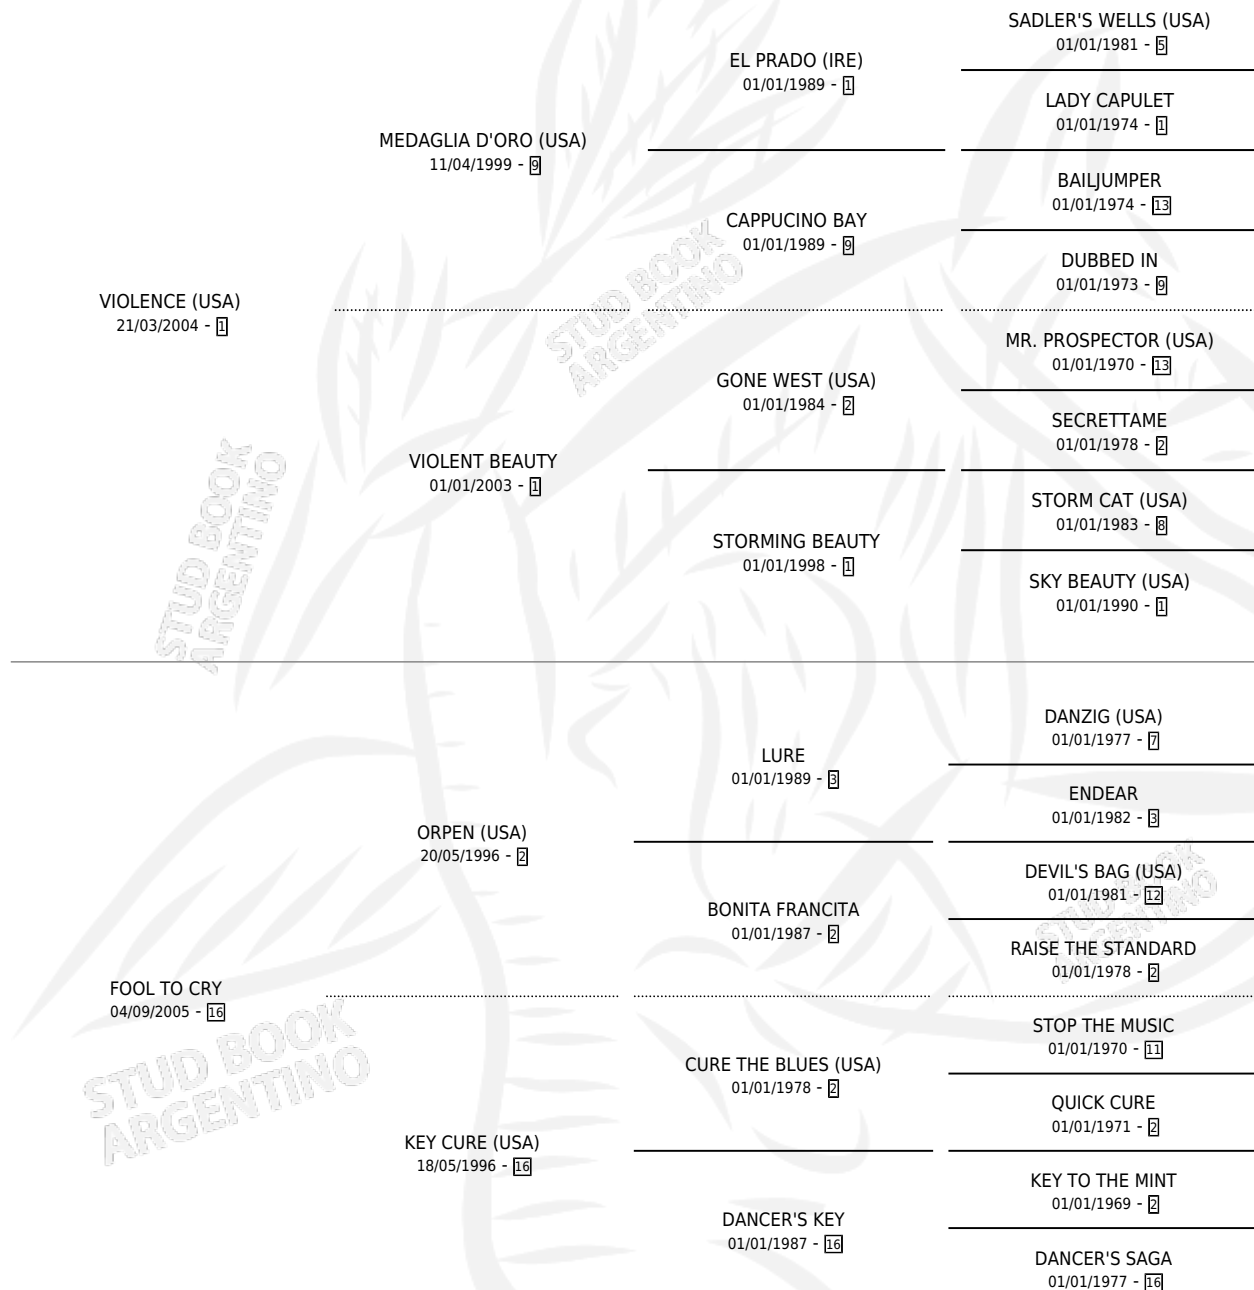 VIOLENCE (USA)
21/03/2004 - 1
MEDAGLIA D'ORO (USA)
11/04/1999 - 9
VIOLENT BEAUTY
01/01/2003 - 1
EL PRADO (IRE)
01/01/1989 - 1
CAPPUCINO BAY
01/01/1989 - 9
GONE WEST (USA)
01/01/1984 - 2
STORMING BEAUTY
01/01/1998 - 1
SADLER'S WELLS (USA)
01/01/1981 - 5
LADY CAPULET
01/01/1974 - 1
BAILJUMPER
01/01/1974 - 13
DUBBED IN
01/01/1973 - 9
MR. PROSPECTOR (USA)
01/01/1970 - 13
SECRETTAME
01/01/1978 - 2
STORM CAT (USA)
01/01/1983 - 8
SKY BEAUTY (USA)
01/01/1990 - 1
FOOL TO CRY
04/09/2005 - 16
ORPEN (USA)
20/05/1996 - 2
KEY CURE (USA)
18/05/1996 - 16
LURE
01/01/1989 - 3
BONITA FRANCITA
01/01/1987 - 2
CURE THE BLUES (USA)
01/01/1978 - 2
DANCER'S KEY
01/01/1987 - 16
DANZIG (USA)
01/01/1977 - 7
ENDEAR
01/01/1982 - 3
DEVIL'S BAG (USA)
01/01/1981 - 12
RAISE THE STANDARD
01/01/1978 - 2
STOP THE MUSIC
01/01/1970 - 11
QUICK CURE
01/01/1971 - 2
KEY TO THE MINT
01/01/1969 - 2
DANCER'S SAGA
01/01/1977 - 16
STUD BOOK
ARGENTINO
STUD BOOK
ARGENTINO
STUD BOOK
ARGENTINO
STUD BOOK
ARGENTINO